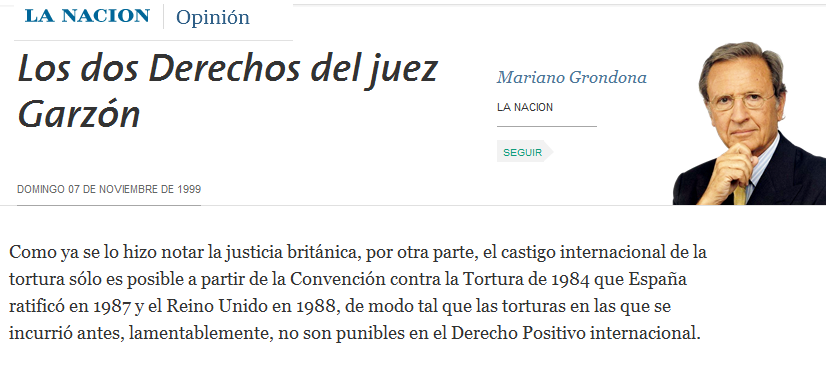 LA NACION | Opinión
Los dos Derechos del juez
Garzón
Mariano Grondona
LA NACION
SEGUIR
DOMINGO 07 DE NOVIEMBRE DE 1999
Como ya se lo hizo notar la justicia británica, por otra parte, el castigo internacional de la
tortura sólo es posible a partir de la Convención contra la Tortura de 1984 que España
ratificó en 1987 y el Reino Unido en 1988, de modo tal que las torturas en las que se
incurrió antes, lamentablemente, no son punibles en el Derecho Positivo internacional.